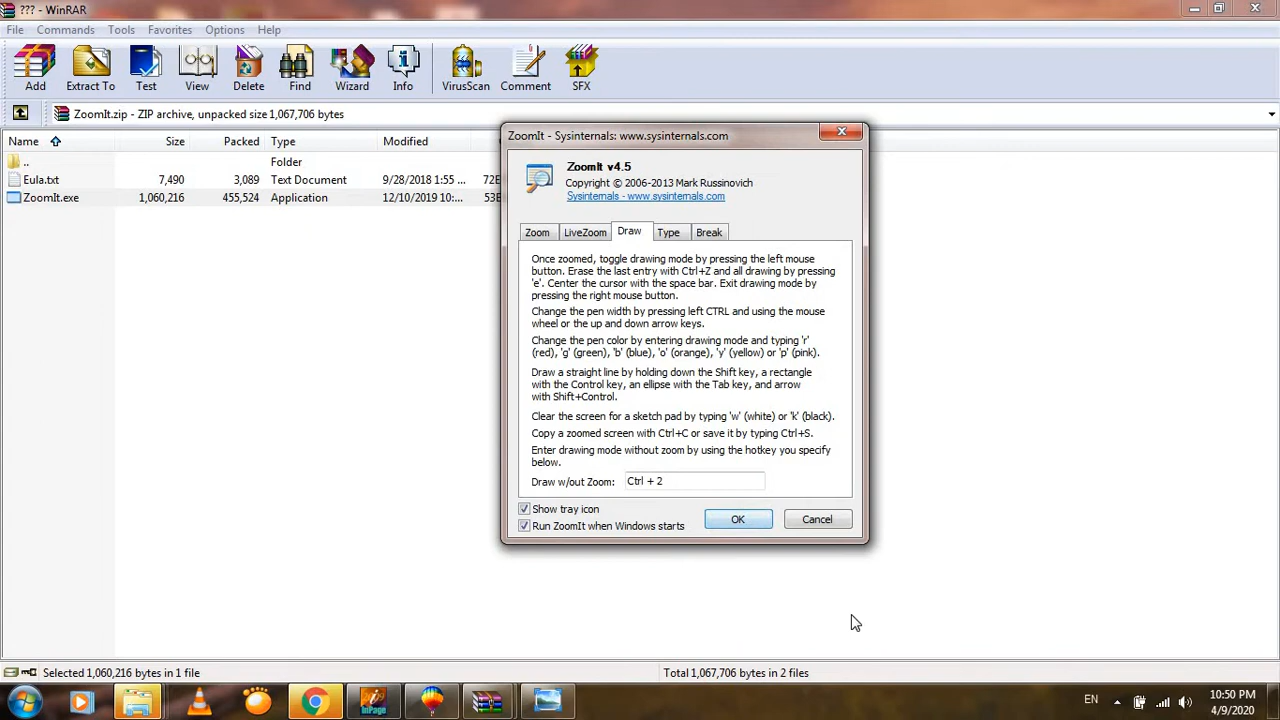 ??? - WinRAR
File Commands Tools Favorites Options Help
Add Extract To Test View Delete Find Wizard Info VirusScan Comment SFX
ZoomIt.zip - ZIP archive, unpacked size 1,067,706 bytes
Name Size Packed Type Modified
.. Folder
Eula.txt 7,490 3,089 Text Document 9/28/2018 1:55 ... 72E
ZoomIt.exe 1,060,216 455,524 Application 12/10/2019 10:... 53E
ZoomIt - Sysinternals: www.sysinternals.com
ZoomIt v4.5
Copyright © 2006-2013 Mark Russinovich
Sysinternals - www.sysinternals.com
Zoom LiveZoom Draw Type Break
Once zoomed, toggle drawing mode by pressing the left mouse
button. Erase the last entry with Ctrl+Z and all drawing by pressing
'e'. Center the cursor with the space bar. Exit drawing mode by
pressing the right mouse button.
Change the pen width by pressing left CTRL and using the mouse
wheel or the up and down arrow keys.
Change the pen color by entering drawing mode and typing 'r'
(red), 'g' (green), 'b' (blue), 'o' (orange), 'y' (yellow) or 'p' (pink).
Draw a straight line by holding down the Shift key, a rectangle
with the Control key, an ellipse with the Tab key, and arrow
with Shift+Control.
Clear the screen for a sketch pad by typing 'w' (white) or 'k' (black).
Copy a zoomed screen with Ctrl+C or save it by typing Ctrl+S.
Enter drawing mode without zoom by using the hotkey you specify
below.
Draw w/out Zoom: Ctrl + 2
Show tray icon
Run ZoomIt when Windows starts
OK Cancel
Selected 1,060,216 bytes in 1 file
Total 1,067,706 bytes in 2 files
InPage
EN
10:50 PM
4/9/2020